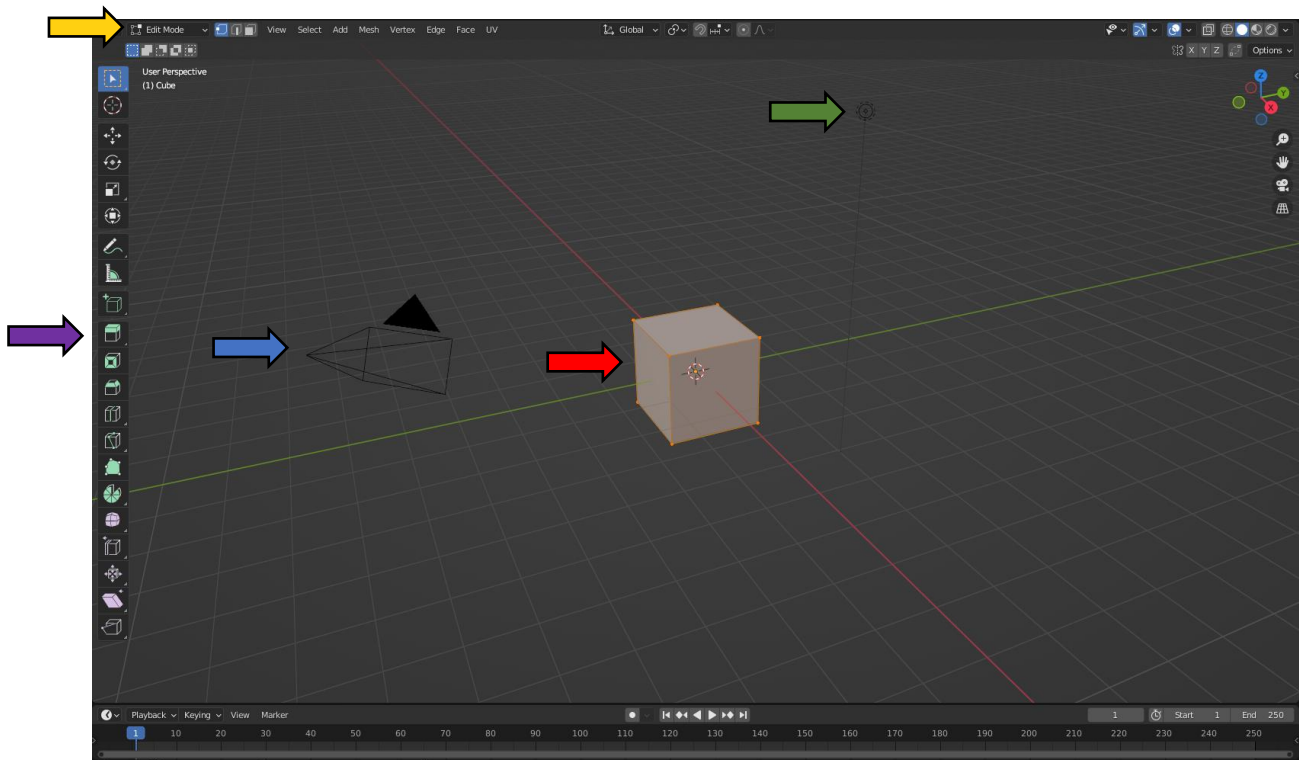 Edit Mode View Select Add Mesh Vertex Edge Face UV Global
X Y Z Options
User Perspective
(1) Cube
Z
Y
X
Playback Keying View Marker 1 Start 1 End 250
1 10 20 30 40 50 60 70 80 90 100 110 120 130 140 150 160 170 180 190 200 210 220 230 240 250